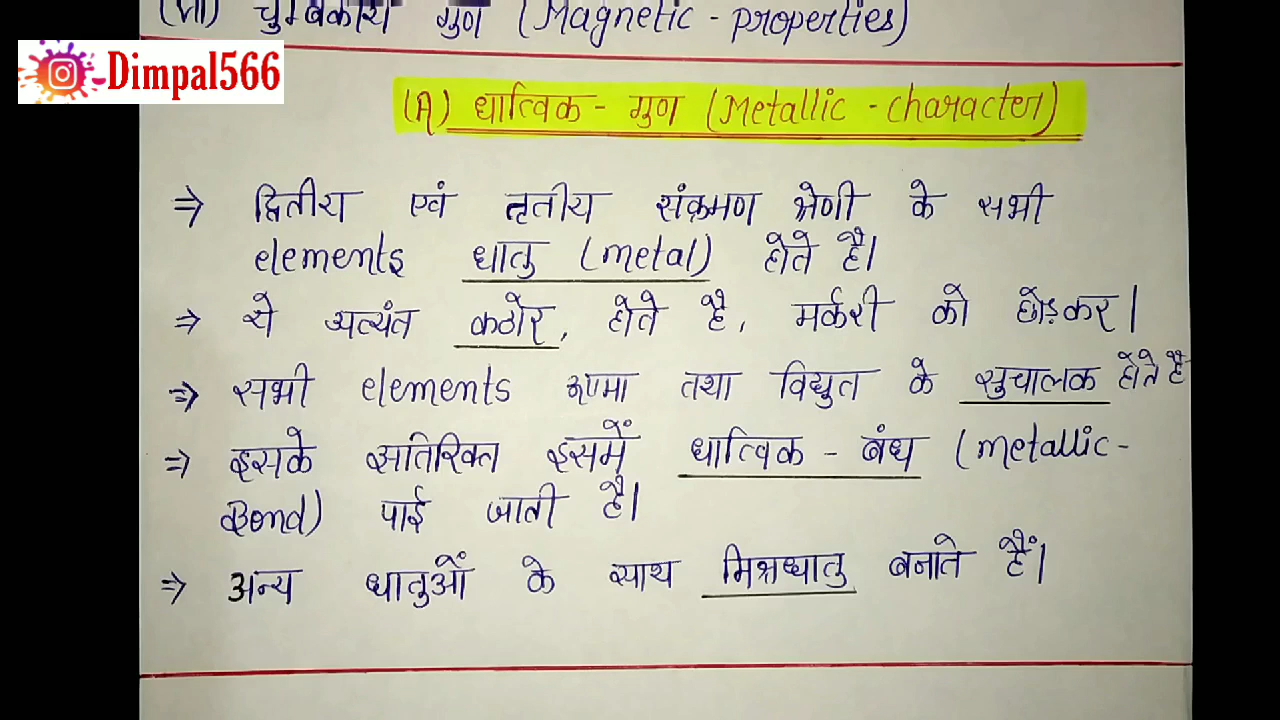 (VII) चुम्बकीय गुण (Magnetic - properties)
Dimpal566
(A) धात्विक - गुण (Metallic - character)
⇒ द्वितीय एवं तृतीय संक्रमण श्रेणी के सभी
elements धातु (metal) होते है।
⇒ ये अत्यंत कठोर, होते है, मर्करी को छोड़कर।
⇒ सभी elements ऊष्मा तथा विद्युत के सुचालक होते है
⇒ इसके अतिरिक्त इसमें धात्विक - बंध (metallic-
Bond) पाई जाती है।
⇒ अन्य धातुओं के साथ मिश्रधातु बनाते हैं।